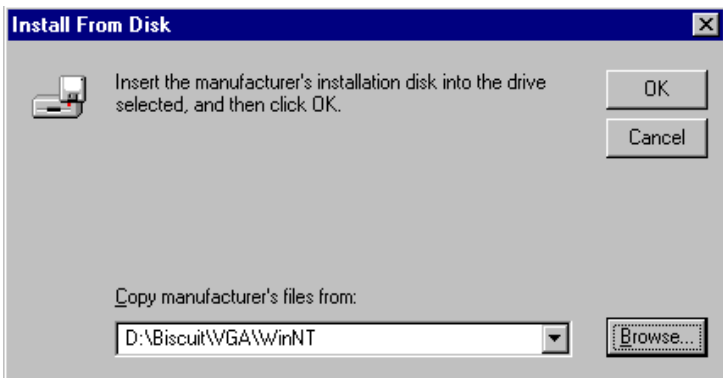 Install From Disk
Insert the manufacturer's installation disk into the drive
selected, and then click OK.
OK
Cancel
Copy manufacturer's files from:
D:\Biscuit\VGA\WinNT
Browse...